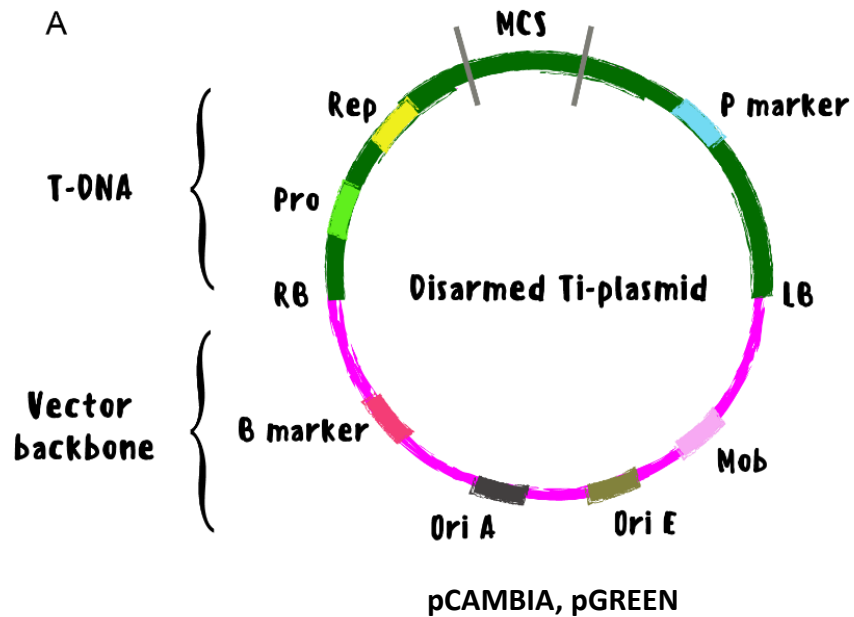 A
MCS
Rep
P marker
T-DNA
Pro
RB
Disarmed Ti-plasmid
LB
Vector
backbone
B marker
Mob
Ori A
Ori E
pCAMBIA, pGREEN